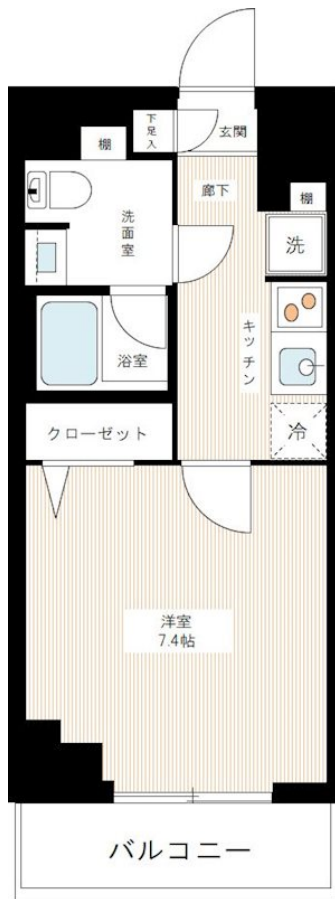 下足入
玄関
棚
廊下
棚
洗面室
洗
キッチン
浴室
冷
クローゼット
洋室
7.4帖
バルコニー